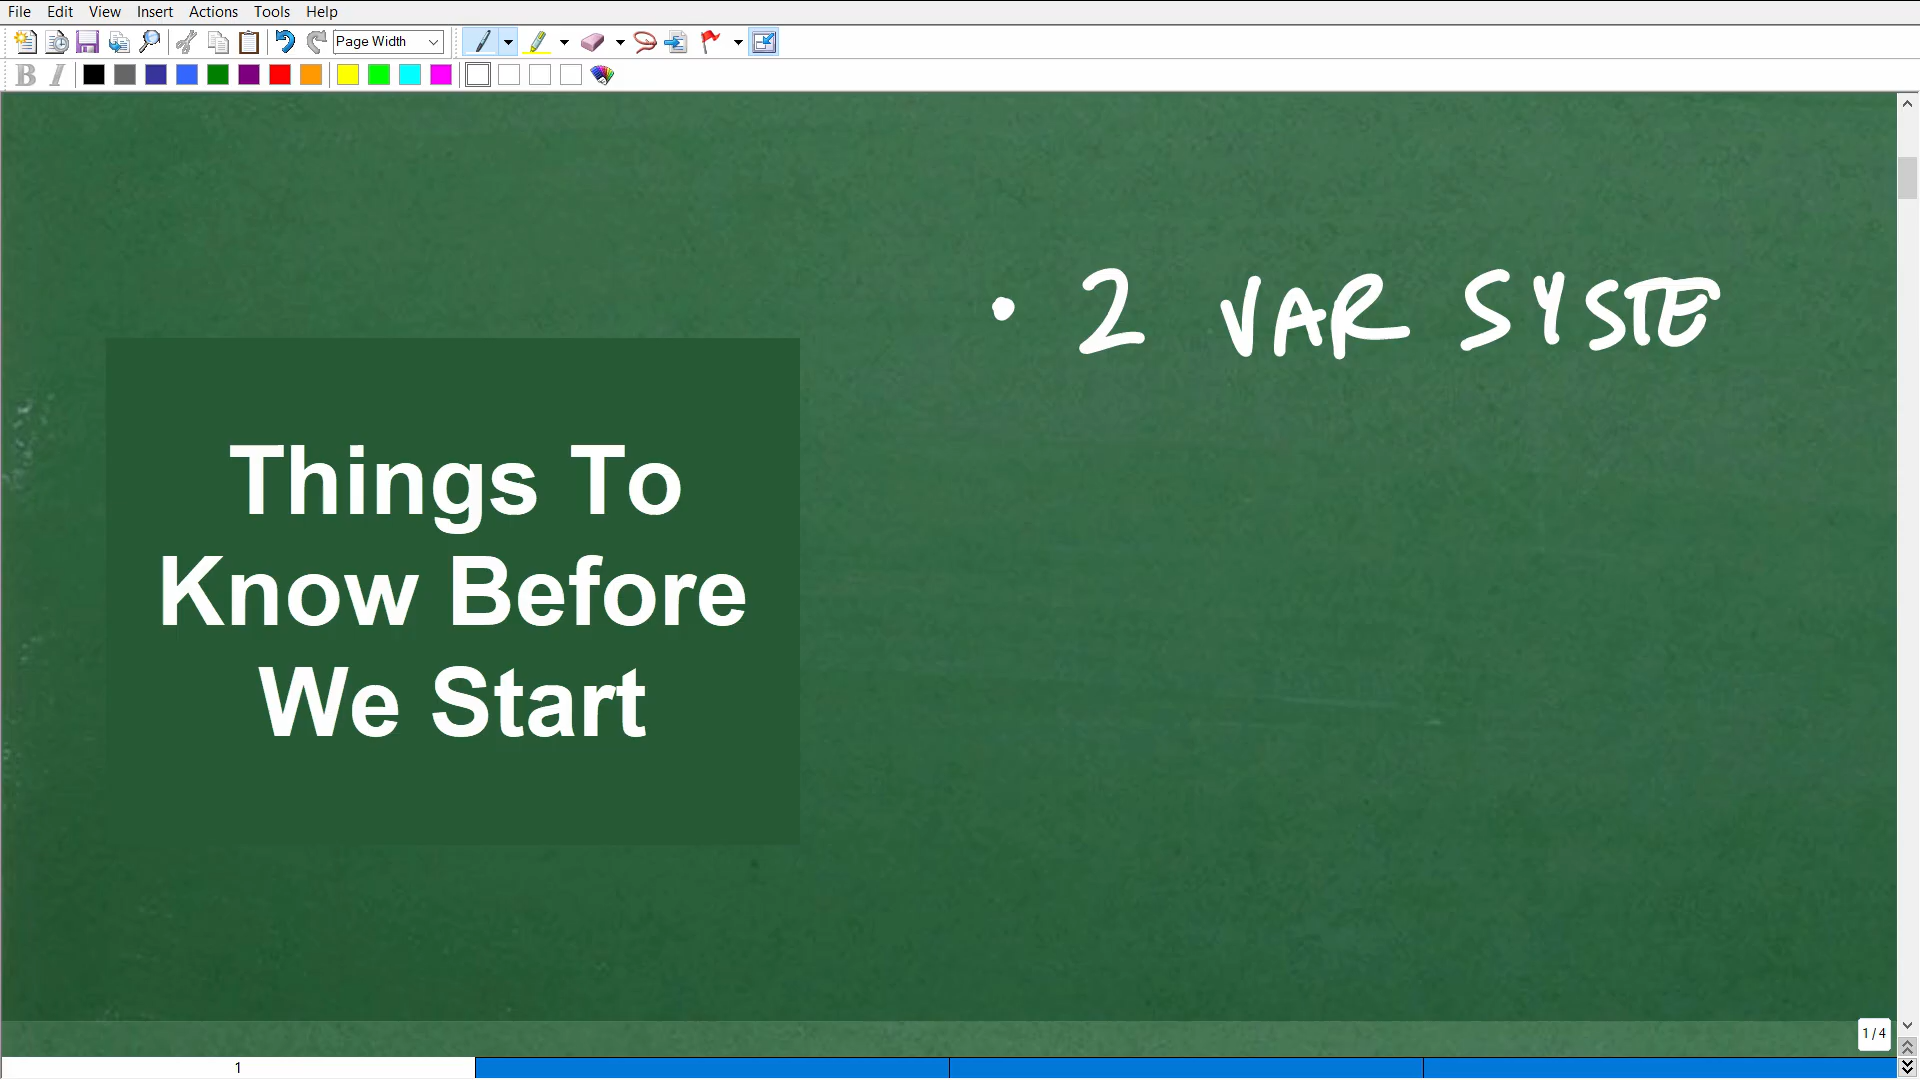 File Edit View Insert Actions Tools Help
Page Width
B I
• 2 VAR SYSTE
Things To
Know Before
We Start
1 / 4
1